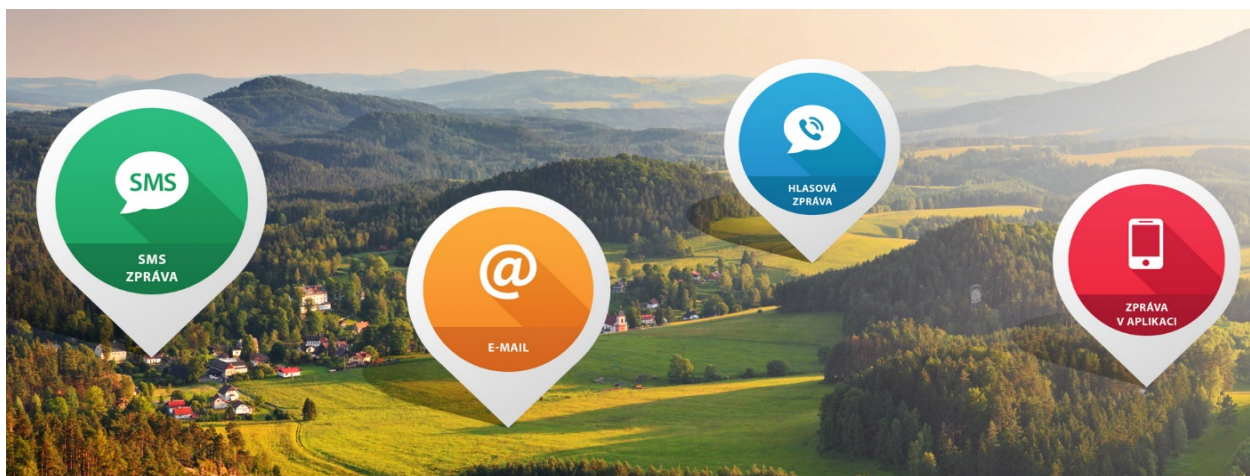 SMS
SMS
ZPRÁVA
@
E-MAIL
HLASOVÁ
ZPRÁVA
ZPRÁVA
V APLIKACI